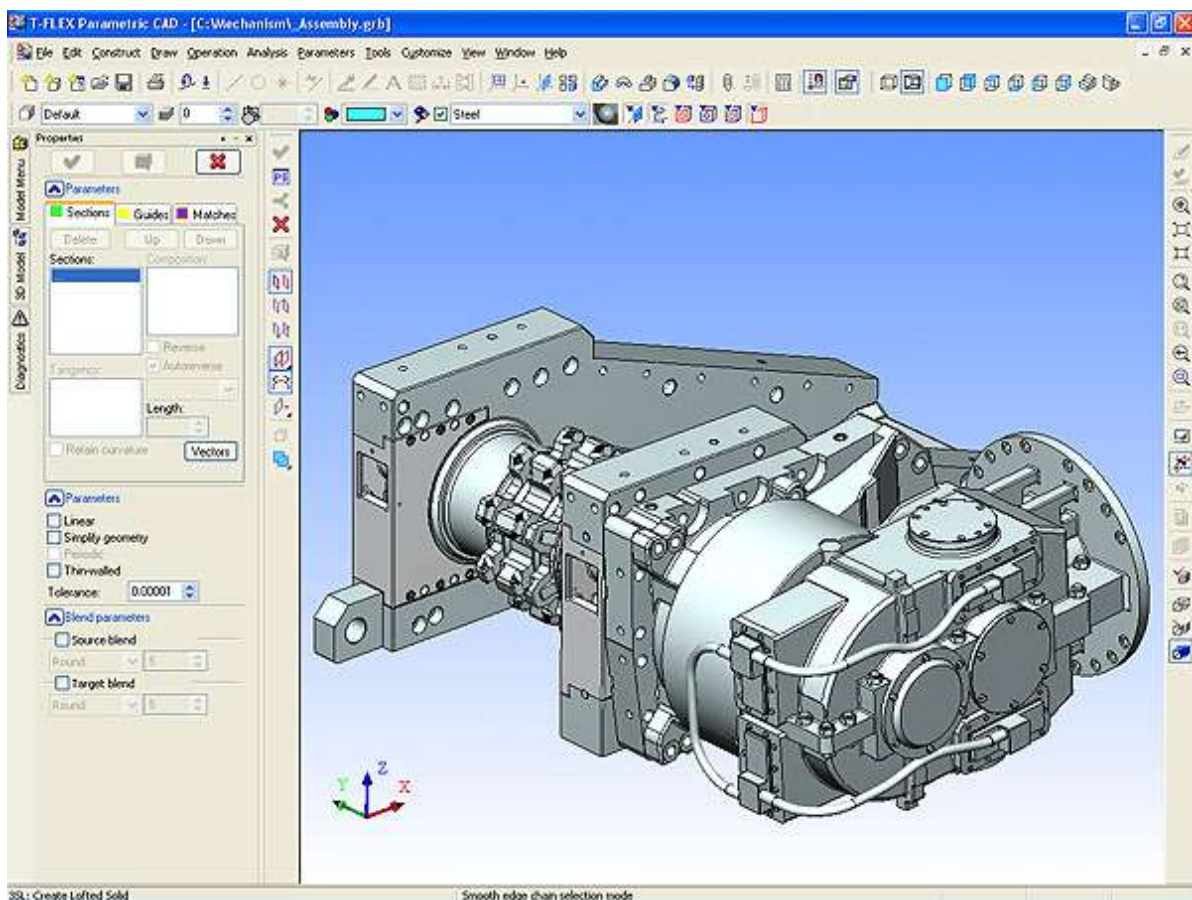 T-FLEX Parametric CAD - [C:\Mechanism\_Assembly.grb]
File Edit Construct Draw Operation Analysis Parameters Tools Customize View Window Help
Default 0 Steel
Properties
Model Menu
3D Model
Diagnostics
PE
Parameters
Sections Guides Matches
Delete Up Down
Sections: Composition:
Reverse
Autoreverse
Tangency:
Length:
Retain curvature Vectors
Parameters
Linear
Simplify geometry
Periodic
Thin-walled
Tolerance: 0.00001
Blend parameters
Source blend
Round 5
Target blend
Round 5
Z
Y X
3SL: Create Lofted Solid Smooth edge chain selection mode